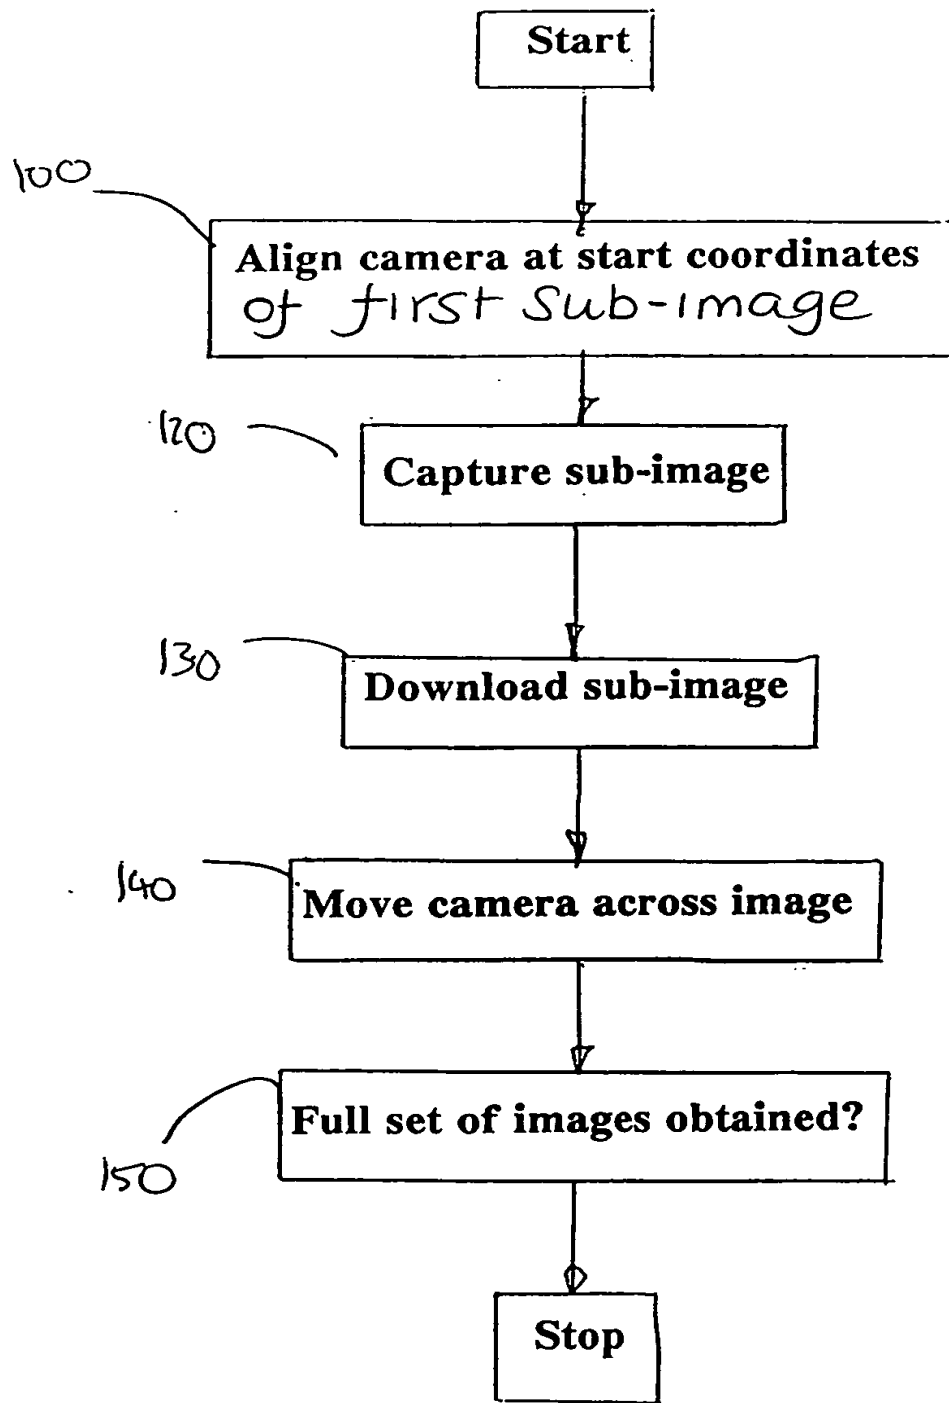 Start
100
Align camera at start coordinates
of first sub-image
120
Capture sub-image
130
Download sub-image
140
Move camera across image
150
Full set of images obtained?
Stop